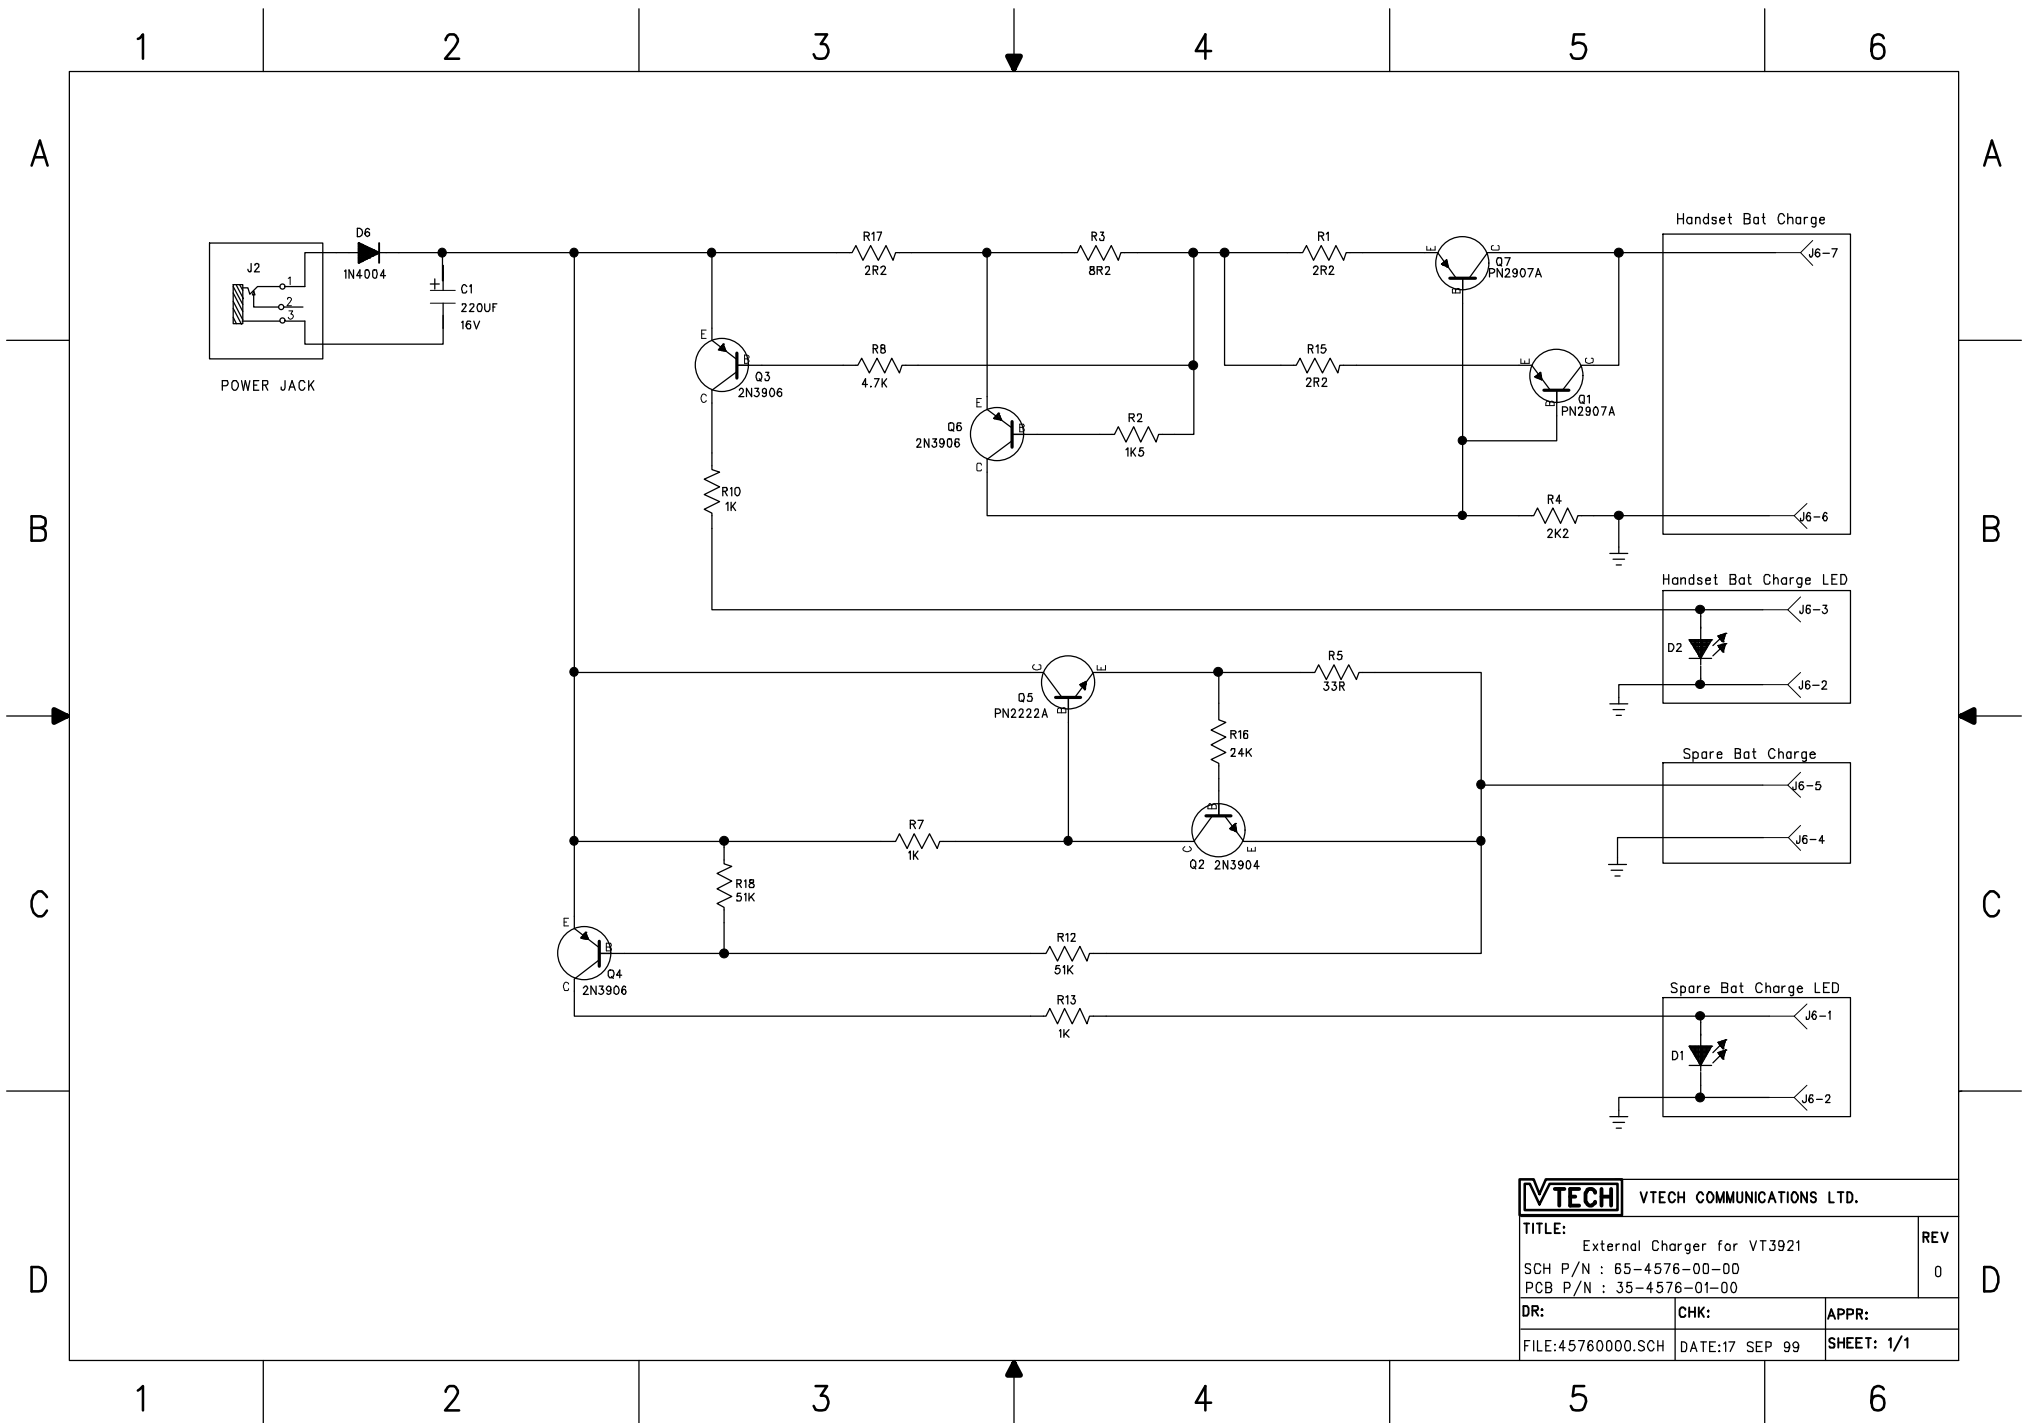 1 2 3 4 5 6
A A
Handset Bat Charge
D6
1N4004
R17
2R2
R3
8R2
R1
2R2
E C
Q7
PN2907A
B
J6-7
J2
1
2
3
+ C1
220UF
16V
POWER JACK
E
B
C
Q3
2N3906
R8
4.7K
R15
2R2
E C
B
Q1
PN2907A
E
B
C
Q6
2N3906
R2
1K5
R10
1K
R4
2K2
J6-6
B B
Handset Bat Charge LED
J6-3
D2
J6-2
C E
B
Q5
PN2222A
R5
33R
R16
24K
Spare Bat Charge
J6-5
J6-4
R7
1K
B
C E
Q2 2N3904
R18
51K
C C
E
B
C
Q4
2N3906
R12
51K
R13
1K
Spare Bat Charge LED
J6-1
D1
J6-2
VTECH VTECH COMMUNICATIONS LTD.
TITLE:
External Charger for VT3921
SCH P/N : 65-4576-00-00
PCB P/N : 35-4576-01-00
REV
0
D D
DR: CHK: APPR:
FILE:45760000.SCH DATE:17 SEP 99 SHEET: 1/1
1 2 3 4 5 6